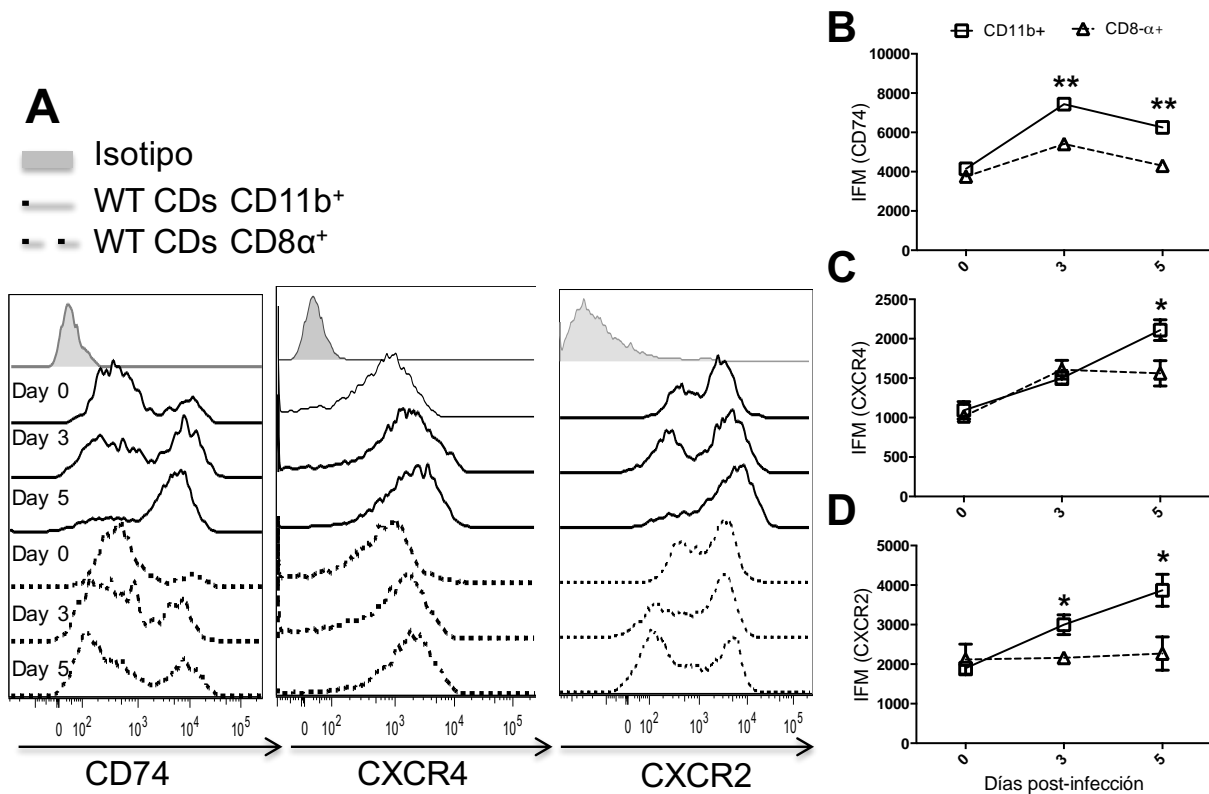 A
Isotipo
WT CDs CD11b⁺
WT CDs CD8α⁺
Day 0
Day 3
Day 5
Day 0
Day 3
Day 5
0 10² 10³ 10⁴ 10⁵
CD74
0 10² 10³ 10⁴ 10⁵
CXCR4
0 10² 10³ 10⁴ 10⁵
CXCR2
B
CD11b+ CD8-α+
IFM (CD74)
10000
8000
6000
4000
2000
0
** **
0 3 5
C
IFM (CXCR4)
2500
2000
1500
1000
500
0
*
0 3 5
D
IFM (CXCR2)
5000
4000
3000
2000
1000
0
* *
0 3 5
Días post-infección